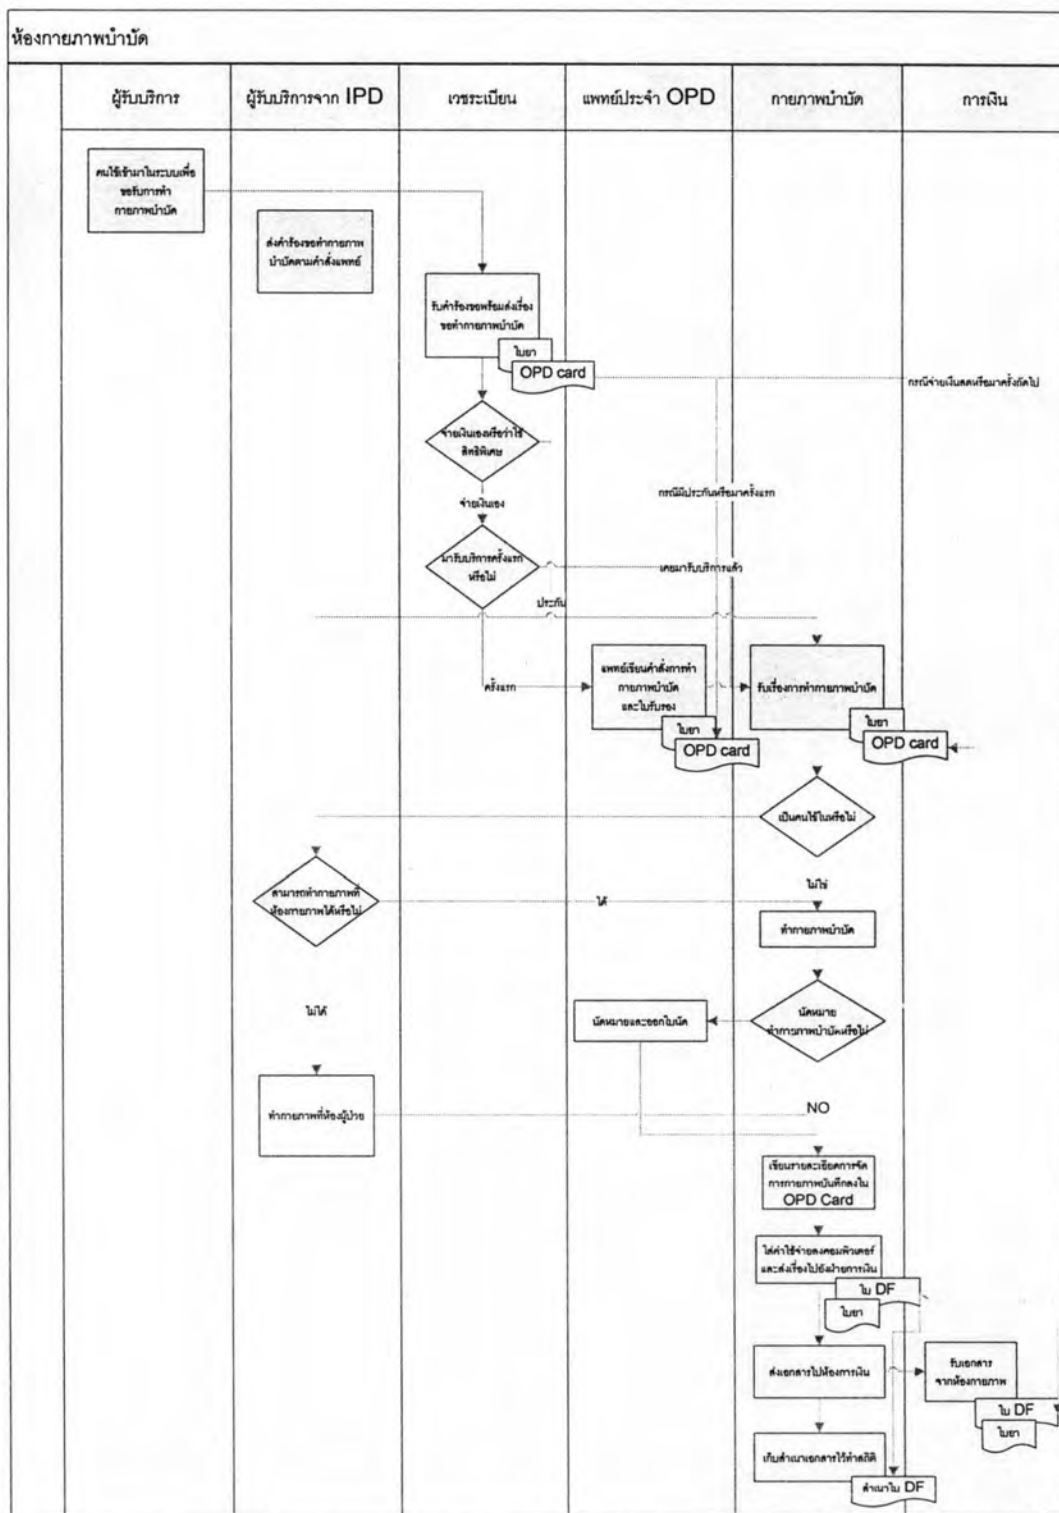 ห้องกายภาพบำบัด
ผู้รับบริการ
ผู้รับบริการจาก IPD
เวชระเบียน
แพทย์ประจำ OPD
กายภาพบำบัด
การเงิน
คนไข้เข้ามาในระบบเพื่อ
ขอรับการทำ
กายภาพบำบัด
ส่งคำร้องขอทำกายภาพ
บำบัดตามคำสั่งแพทย์
รับคำร้องขอพร้อมส่งเรื่อง
ขอทำกายภาพบำบัด
ใบยา
OPD card
กรณีจ่ายเงินสดหรือมาครั้งถัดไป
จ่ายเงินเองหรือว่าใช้
สิทธิพิเศษ
กรณีมีประกันหรือมาครั้งแรก
จ่ายเงินเอง
มารับบริการครั้งแรก
หรือไม่
เคยมารับบริการแล้ว
ประกัน
ครั้งแรก
แพทย์เขียนคำสั่งการทำ
กายภาพบำบัด
และใบรับรอง
ใบยา
OPD card
รับเรื่องการทำกายภาพบำบัด
ใบยา
OPD card
เป็นคนไข้ในหรือไม่
สามารถทำกายภาพที่
ห้องกายภาพได้หรือไม่
ได้
ไม่ใช่
ทำกายภาพบำบัด
ไม่ได้
นัดหมายและออกใบนัด
นัดหมาย
ทำการภาพบำบัดหรือไม่
ทำกายภาพที่ห้องผู้ป่วย
NO
เขียนรายละเอียดการจัด
การกายภาพบันทึกลงใน
OPD Card
ใส่ค่าใช้จ่ายลงคอมพิวเตอร์
และส่งเรื่องไปยังฝ่ายการเงิน
ใบ DF
ใบยา
ส่งเอกสารไปห้องการเงิน
รับเอกสาร
จากห้องกายภาพ
ใบ DF
ใบยา
เก็บสำเนาเอกสารไว้ทำสถิติ
สำเนาใบ DF